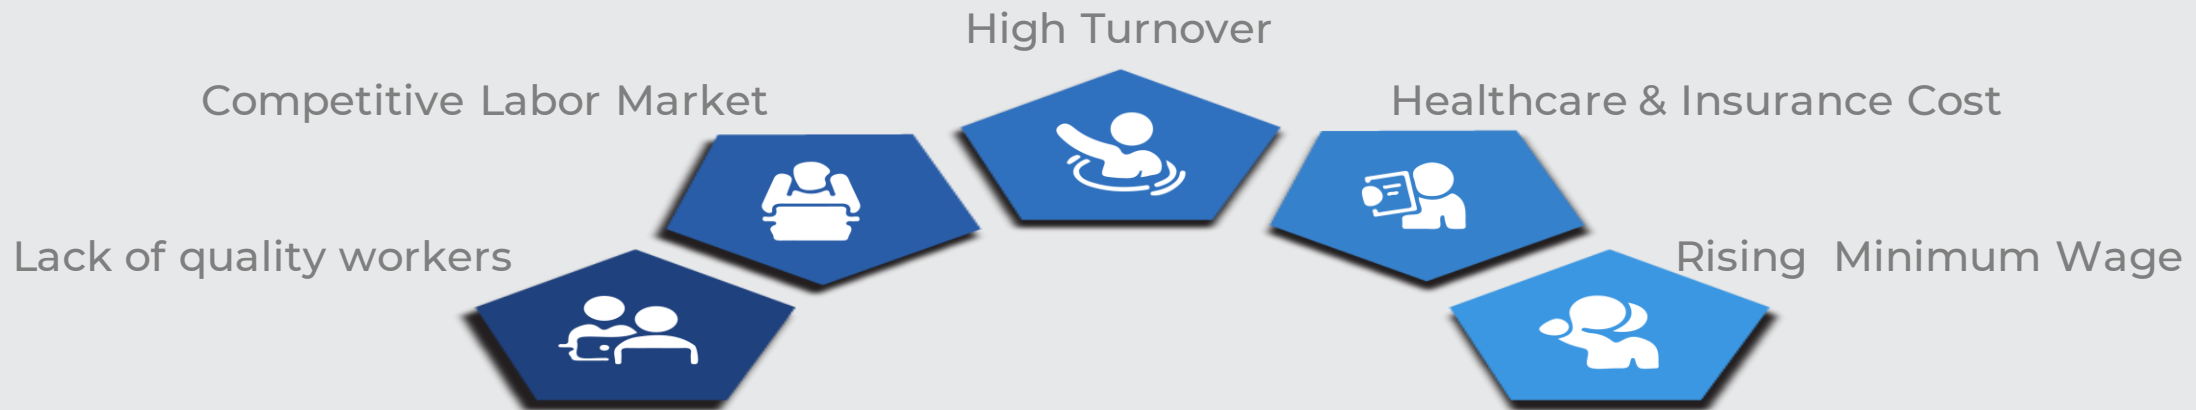 High Turnover
Competitive Labor Market
Healthcare & Insurance Cost
Lack of quality workers
Rising Minimum Wage